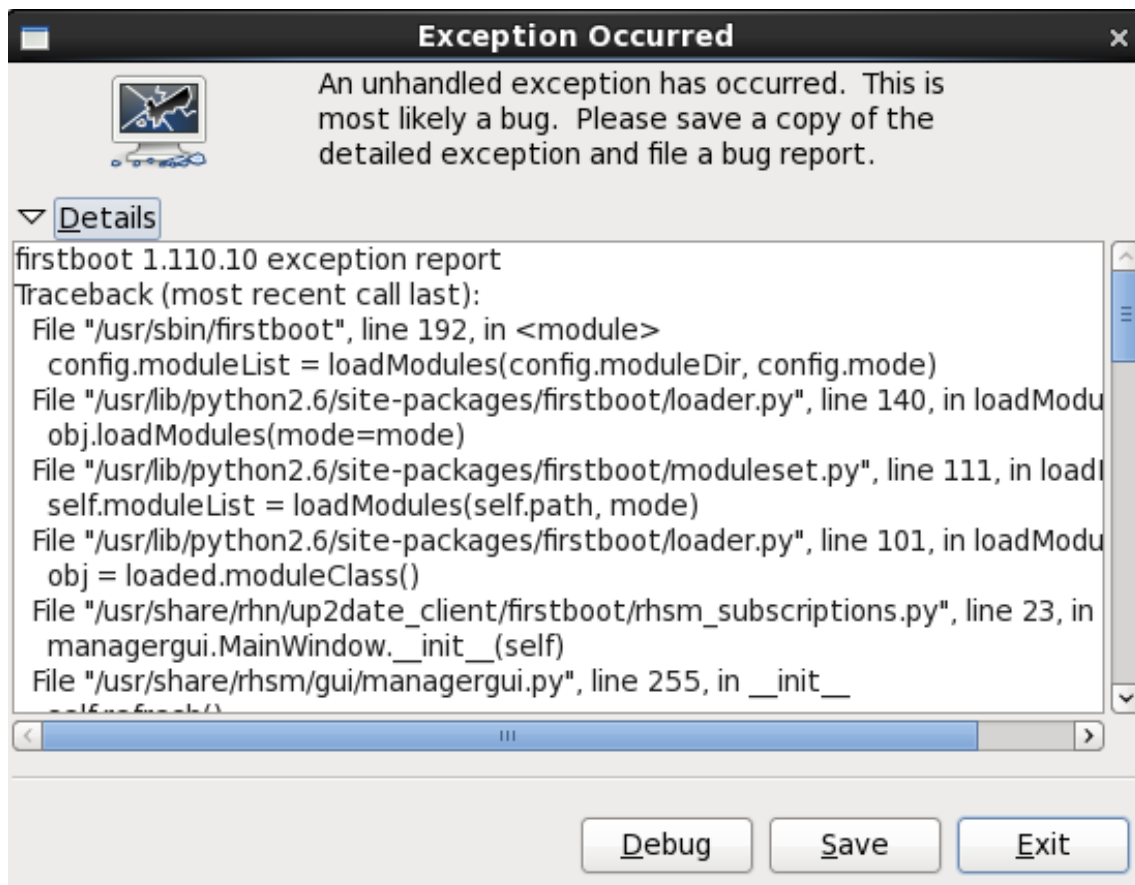 Exception Occurred
An unhandled exception has occurred.  This is
most likely a bug.  Please save a copy of the
detailed exception and file a bug report.
Details
firstboot 1.110.10 exception report
Traceback (most recent call last):
  File "/usr/sbin/firstboot", line 192, in <module>
    config.moduleList = loadModules(config.moduleDir, config.mode)
  File "/usr/lib/python2.6/site-packages/firstboot/loader.py", line 140, in loadModu
    obj.loadModules(mode=mode)
  File "/usr/lib/python2.6/site-packages/firstboot/moduleset.py", line 111, in load
    self.moduleList = loadModules(self.path, mode)
  File "/usr/lib/python2.6/site-packages/firstboot/loader.py", line 101, in loadModu
    obj = loaded.moduleClass()
  File "/usr/share/rhn/up2date_client/firstboot/rhsm_subscriptions.py", line 23, in
    managergui.MainWindow.__init__(self)
  File "/usr/share/rhsm/gui/managergui.py", line 255, in __init__
    self.refresh()
Debug Save Exit